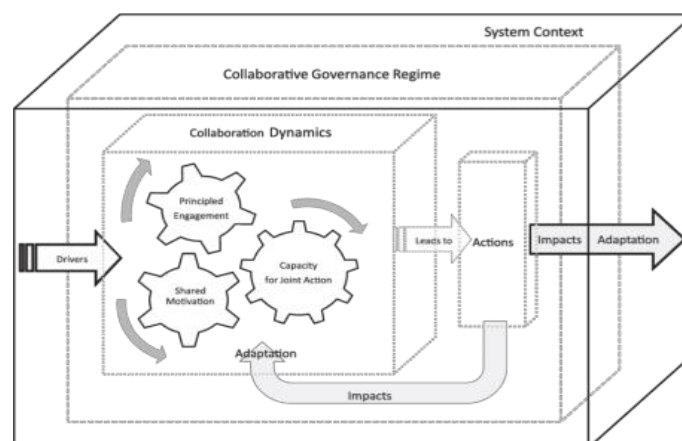 System Context
Collaborative Governance Regime
Collaboration Dynamics
Principled
Engagement
Drivers
Shared
Motivation
Capacity
for Joint Action
Leads to
Actions
Impacts Adaptation
Adaptation
Impacts